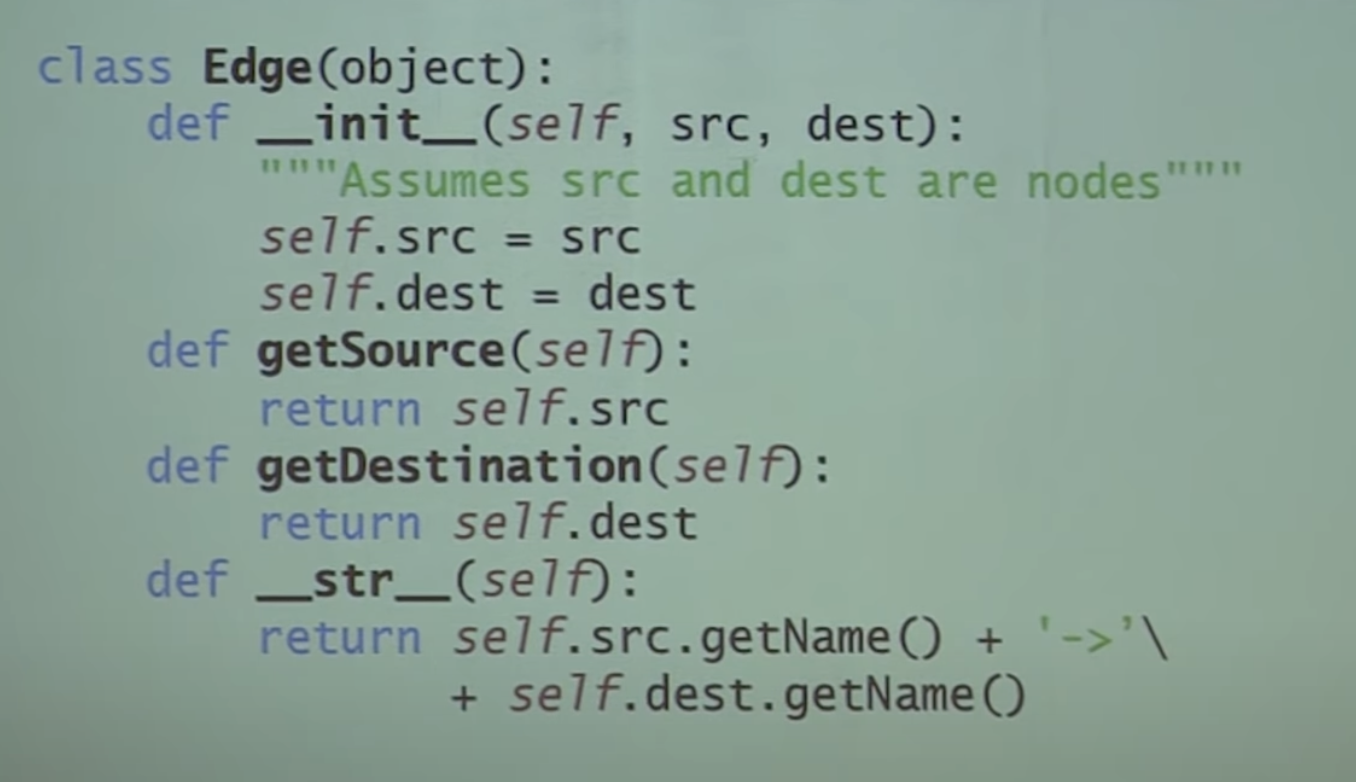 class Edge(object):
    def __init__(self, src, dest):
        """Assumes src and dest are nodes"""
        self.src = src
        self.dest = dest
    def getSource(self):
        return self.src
    def getDestination(self):
        return self.dest
    def __str__(self):
        return self.src.getName() + '->'\
               + self.dest.getName()